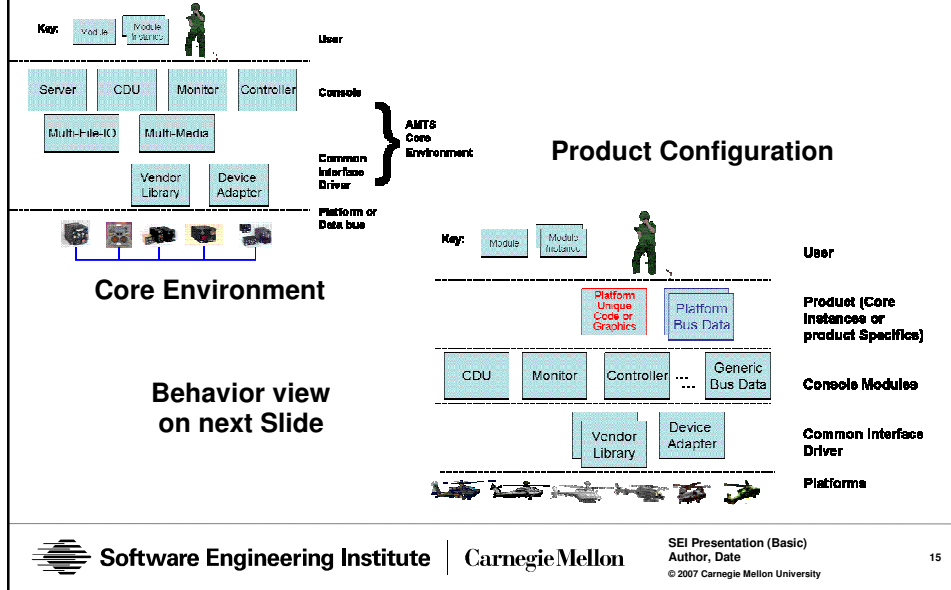 Key:
Module
Module
Instance
User
Server
CDU
Monitor
Controller
Console
Multi-File-IO
Multi-Media
AMTS
Core
Environment
Vendor
Library
Device
Adapter
Common
Interface
Driver
Platform or
Data bus
Core Environment
Behavior view
on next Slide
Product Configuration
Key:
Module
Module
Instance
User
Platform
Unique
Code or
Graphics
Platform
Bus Data
Product (Core
Instances or
product Specifics)
CDU
Monitor
Controller
...
Generic
Bus Data
Console Modules
Vendor
Library
Device
Adapter
Common Interface
Driver
Platforms
Software Engineering Institute
Carnegie Mellon
SEI Presentation (Basic)
Author, Date
© 2007 Carnegie Mellon University
15